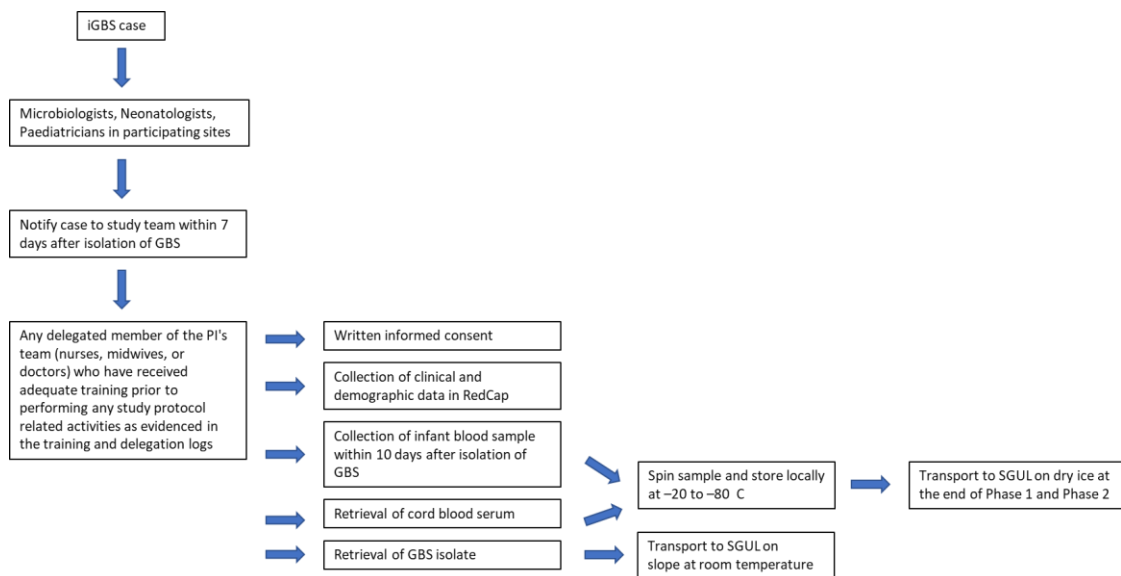 iGBS case
Microbiologists, Neonatologists,
Paediatricians in participating sites
Notify case to study team within 7
days after isolation of GBS
Any delegated member of the PI's
team (nurses, midwives, or
doctors) who have received
adequate training prior to
performing any study protocol
related activities as evidenced in
the training and delegation logs
Written informed consent
Collection of clinical and
demographic data in RedCap
Collection of infant blood sample
within 10 days after isolation of
GBS
Retrieval of cord blood serum
Retrieval of GBS isolate
Spin sample and store locally
at –20 to –80 C
Transport to SGUL on
slope at room temperature
Transport to SGUL on dry ice at
the end of Phase 1 and Phase 2